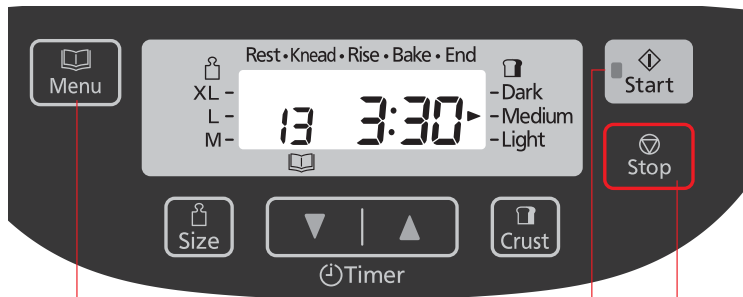 Menu
Rest • Knead • Rise • Bake • End
XL –
L –
M –
13
3:30
– Dark
– Medium
– Light
Start
Stop
Size
Timer
Crust